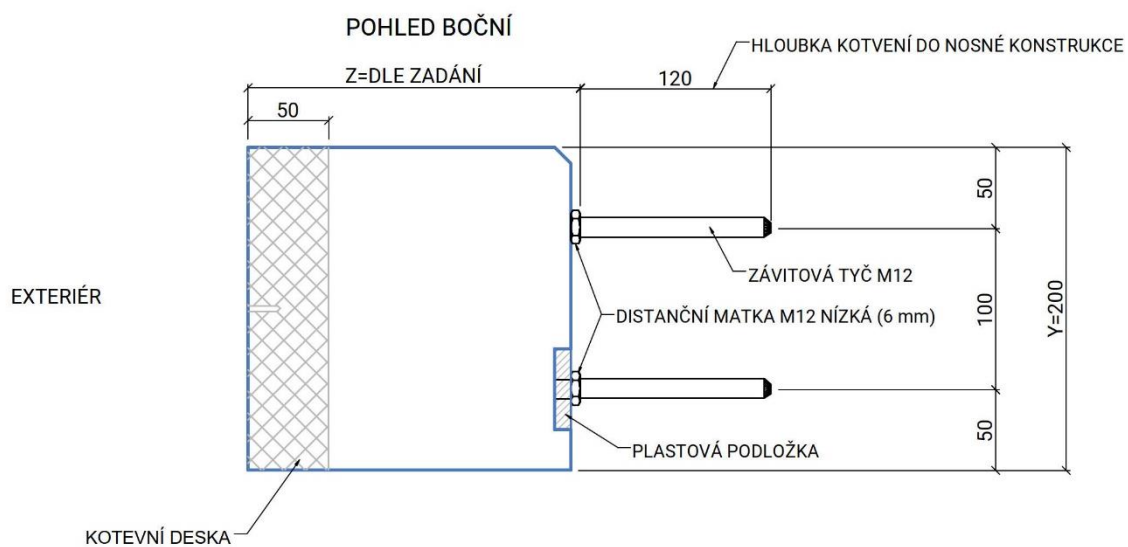 POHLED BOČNÍ
HLOUBKA KOTVENÍ DO NOSNÉ KONSTRUKCE
Z=DLE ZADÁNÍ
120
50
50
ZÁVITOVÁ TYČ M12
EXTERIÉR
DISTANČNÍ MATKA M12 NÍZKÁ (6 mm)
100
Y=200
50
PLASTOVÁ PODLOŽKA
KOTEVNÍ DESKA